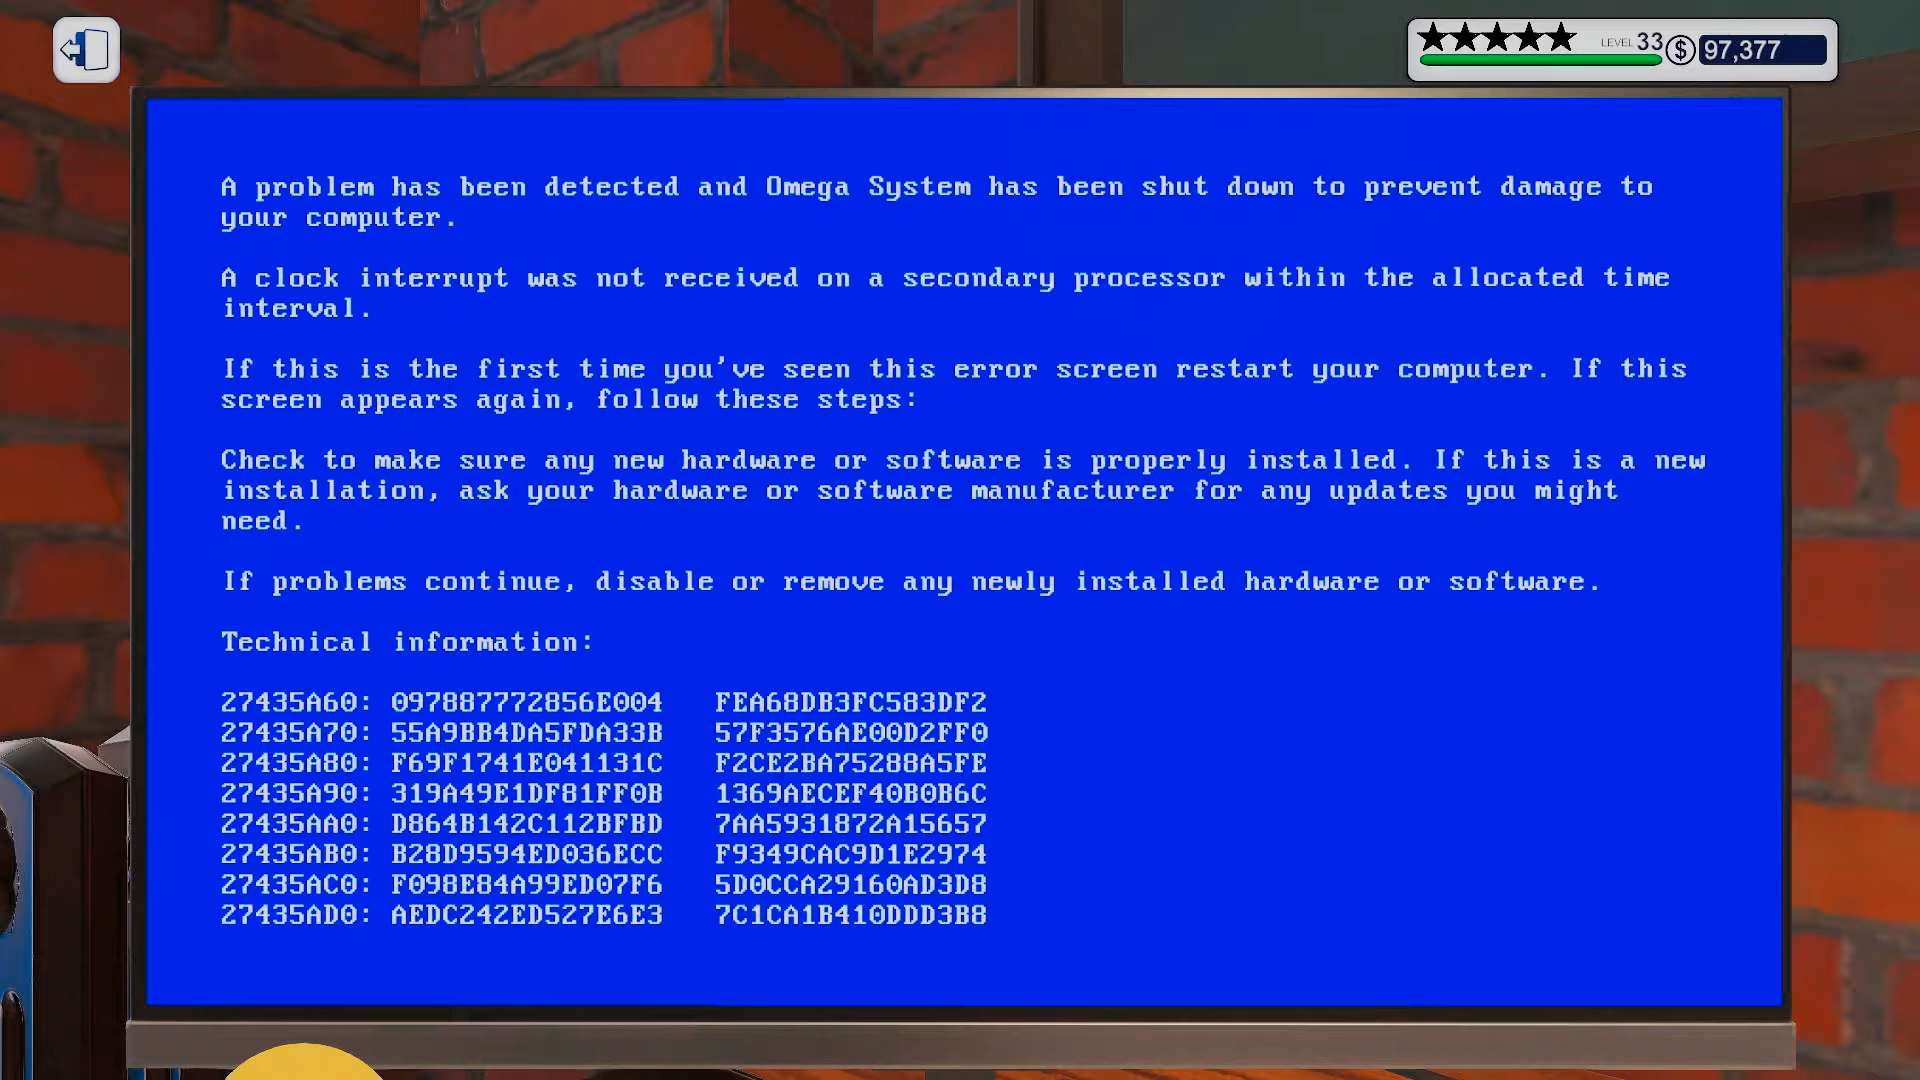 LEVEL 33 $ 97,377
A problem has been detected and Omega System has been shut down to prevent damage to
your computer.
A clock interrupt was not received on a secondary processor within the allocated time
interval.
If this is the first time you've seen this error screen restart your computer. If this
screen appears again, follow these steps:
Check to make sure any new hardware or software is properly installed. If this is a new
installation, ask your hardware or software manufacturer for any updates you might
need.
If problems continue, disable or remove any newly installed hardware or software.
Technical information:
27435A60: 097887772856E004 FEA68DB3FC583DF2
27435A70: 55A9BB4DA5FDA33B 57F3576AE00D2FF0
27435A80: F69F1741E041131C F2CE2BA75288A5FE
27435A90: 319A49E1DF81FF0B 1369AECEF40B0B6C
27435AA0: D864B142C112BFBD 7AA5931872A15657
27435AB0: B28D9594ED036ECC F9349CAC9D1E2974
27435AC0: F098E84A99ED07F6 5D0CCA29160AD3D8
27435AD0: AEDC242ED527E6E3 7C1CA1B410DDD3B8